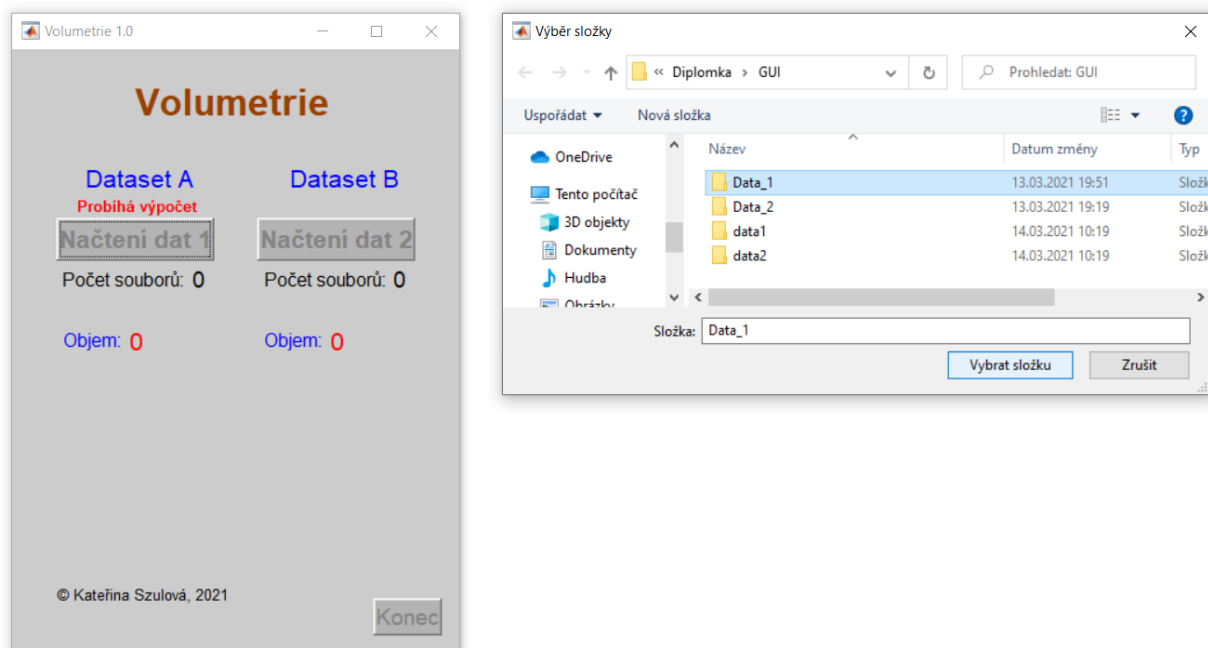 Volumetrie 1.0
Volumetrie
Dataset A
Dataset B
Probíhá výpočet
Načtení dat 1
Načtení dat 2
Počet souborů: 0
Počet souborů: 0
Objem: 0
Objem: 0
© Kateřina Szulová, 2021
Konec
Výběr složky
« Diplomka › GUI
Prohledat: GUI
Uspořádat
Nová složka
?
OneDrive
Tento počítač
3D objekty
Dokumenty
Hudba
Obrázky
Název
Datum změny
Typ
Data_1
13.03.2021 19:51
Data_2
13.03.2021 19:19
data1
14.03.2021 10:19
data2
14.03.2021 10:19
Složka: Data_1
Vybrat složku
Zrušit